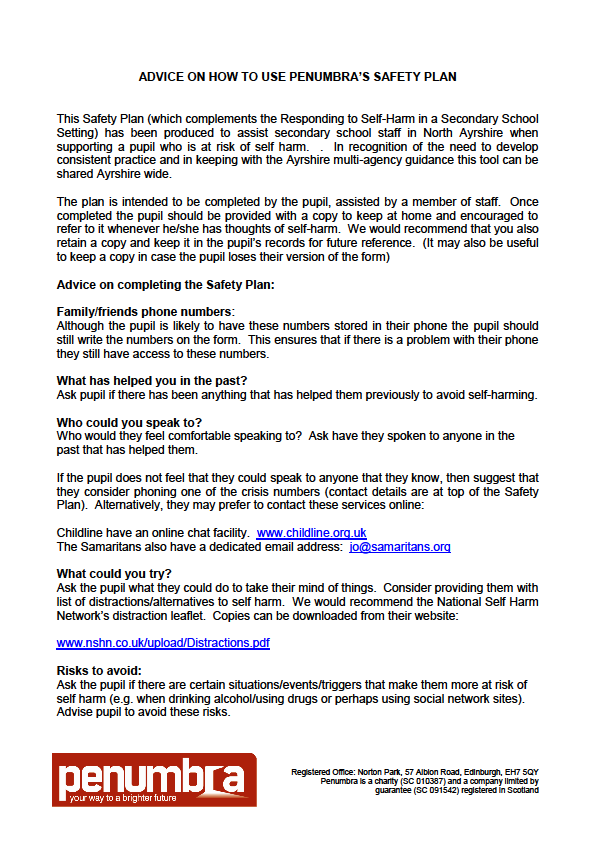 ADVICE ON HOW TO USE PENUMBRA'S SAFETY PLAN
This Safety Plan (which complements the Responding to Self-Harm in a Secondary School
Setting) has been produced to assist secondary school staff in North Ayrshire when
supporting a pupil who is at risk of self harm. . In recognition of the need to develop
consistent practice and in keeping with the Ayrshire multi-agency guidance this tool can be
shared Ayrshire wide.
The plan is intended to be completed by the pupil, assisted by a member of staff. Once
completed the pupil should be provided with a copy to keep at home and encouraged to
refer to it whenever he/she has thoughts of self-harm. We would recommend that you also
retain a copy and keep it in the pupil's records for future reference. (It may also be useful
to keep a copy in case the pupil loses their version of the form)
Advice on completing the Safety Plan:
Family/friends phone numbers:
Although the pupil is likely to have these numbers stored in their phone the pupil should
still write the numbers on the form. This ensures that if there is a problem with their phone
they still have access to these numbers.
What has helped you in the past?
Ask pupil if there has been anything that has helped them previously to avoid self-harming.
Who could you speak to?
Who would they feel comfortable speaking to? Ask have they spoken to anyone in the
past that has helped them.
If the pupil does not feel that they could speak to anyone that they know, then suggest that
they consider phoning one of the crisis numbers (contact details are at top of the Safety
Plan). Alternatively, they may prefer to contact these services online:
Childline have an online chat facility. www.childline.org.uk
The Samaritans also have a dedicated email address: jo@samaritans.org
What could you try?
Ask the pupil what they could do to take their mind of things. Consider providing them with
list of distractions/alternatives to self harm. We would recommend the National Self Harm
Network's distraction leaflet. Copies can be downloaded from their website:
www.nshn.co.uk/upload/Distractions.pdf
Risks to avoid:
Ask the pupil if there are certain situations/events/triggers that make them more at risk of
self harm (e.g. when drinking alcohol/using drugs or perhaps using social network sites).
Advise pupil to avoid these risks.
penumbra
your way to a brighter future
Registered Office: Norton Park, 57 Albion Road, Edinburgh, EH7 5QY
Penumbra is a charity (SC 010387) and a company limited by
guarantee (SC 091542) registered in Scotland